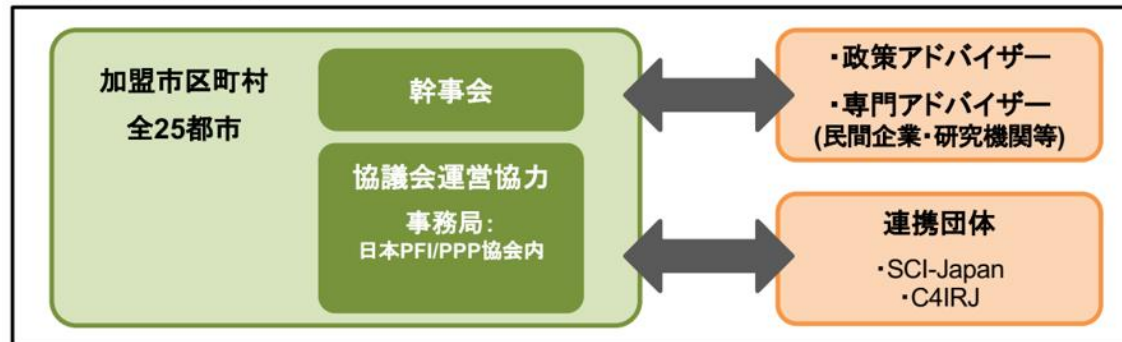 加盟市区町村
全25都市
幹事会
協議会運営協力
事務局：
日本PFI/PPP協会内
・政策アドバイザー
・専門アドバイザー
(民間企業・研究機関等)
連携団体
・SCI-Japan
・C4IRJ